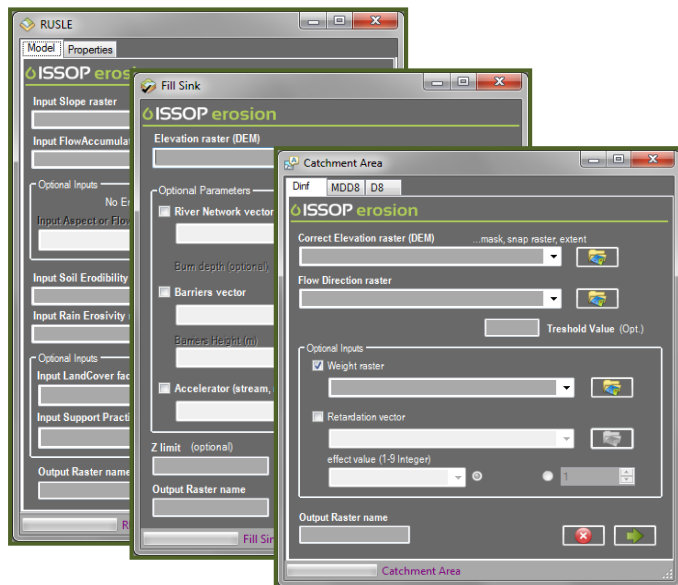 RUSLE
Model Properties
ISSOP eros
Input Slope raster
Input FlowAccumulat
Optional Inputs
No Er
Input Aspect or Flow
Input Soil Erodibility
Input Rain Erosivity
Optional Inputs
Input LandCover fac
Input Support Practi
Output Raster name
R
Fill Sink
ISSOP erosion
Elevation raster (DEM)
Optional Parameters
River Network vector
Burn depth (optional)
Barriers vector
Barriers Height (m)
Accelerator (stream,
Z limit (optional)
Output Raster name
Fill Sin
Catchment Area
Dinf MDD8 D8
ISSOP erosion
Correct Elevation raster (DEM) ...mask, snap raster, extent
Flow Direction raster
Treshold Value (Opt.)
Optional Inputs
Weight raster
Retardation vector
effect value (1-9 Integer)
1
Output Raster name
Catchment Area